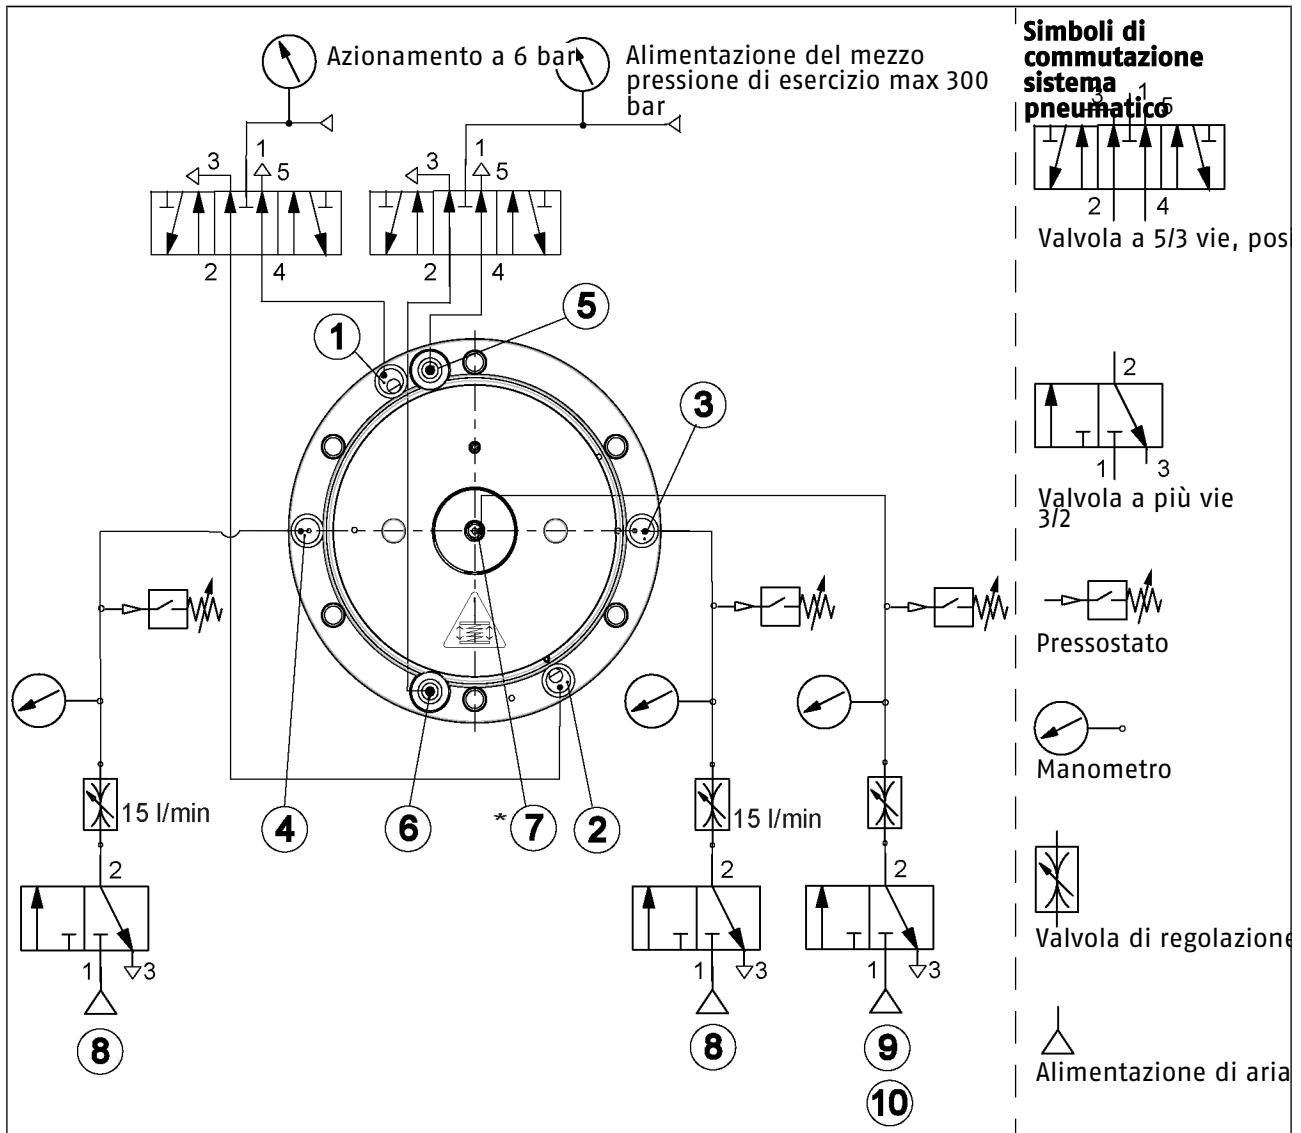 Azionamento a 6 bar
Alimentazione del mezzo
pressione di esercizio max 300
bar
Simboli di
commutazione
sistema
pneumatico
3 1 5
2 4
Valvola a 5/3 vie, posi
3 1 5
2 4
3 1 5
2 4
1
5
3
2
1 3
Valvola a più vie
3/2
Pressostato
Manometro
15 l/min
4
6
* 7
2
15 l/min
2
1 3
2
1 3
2
1 3
Valvola di regolazione
8
8
9
10
Alimentazione di aria